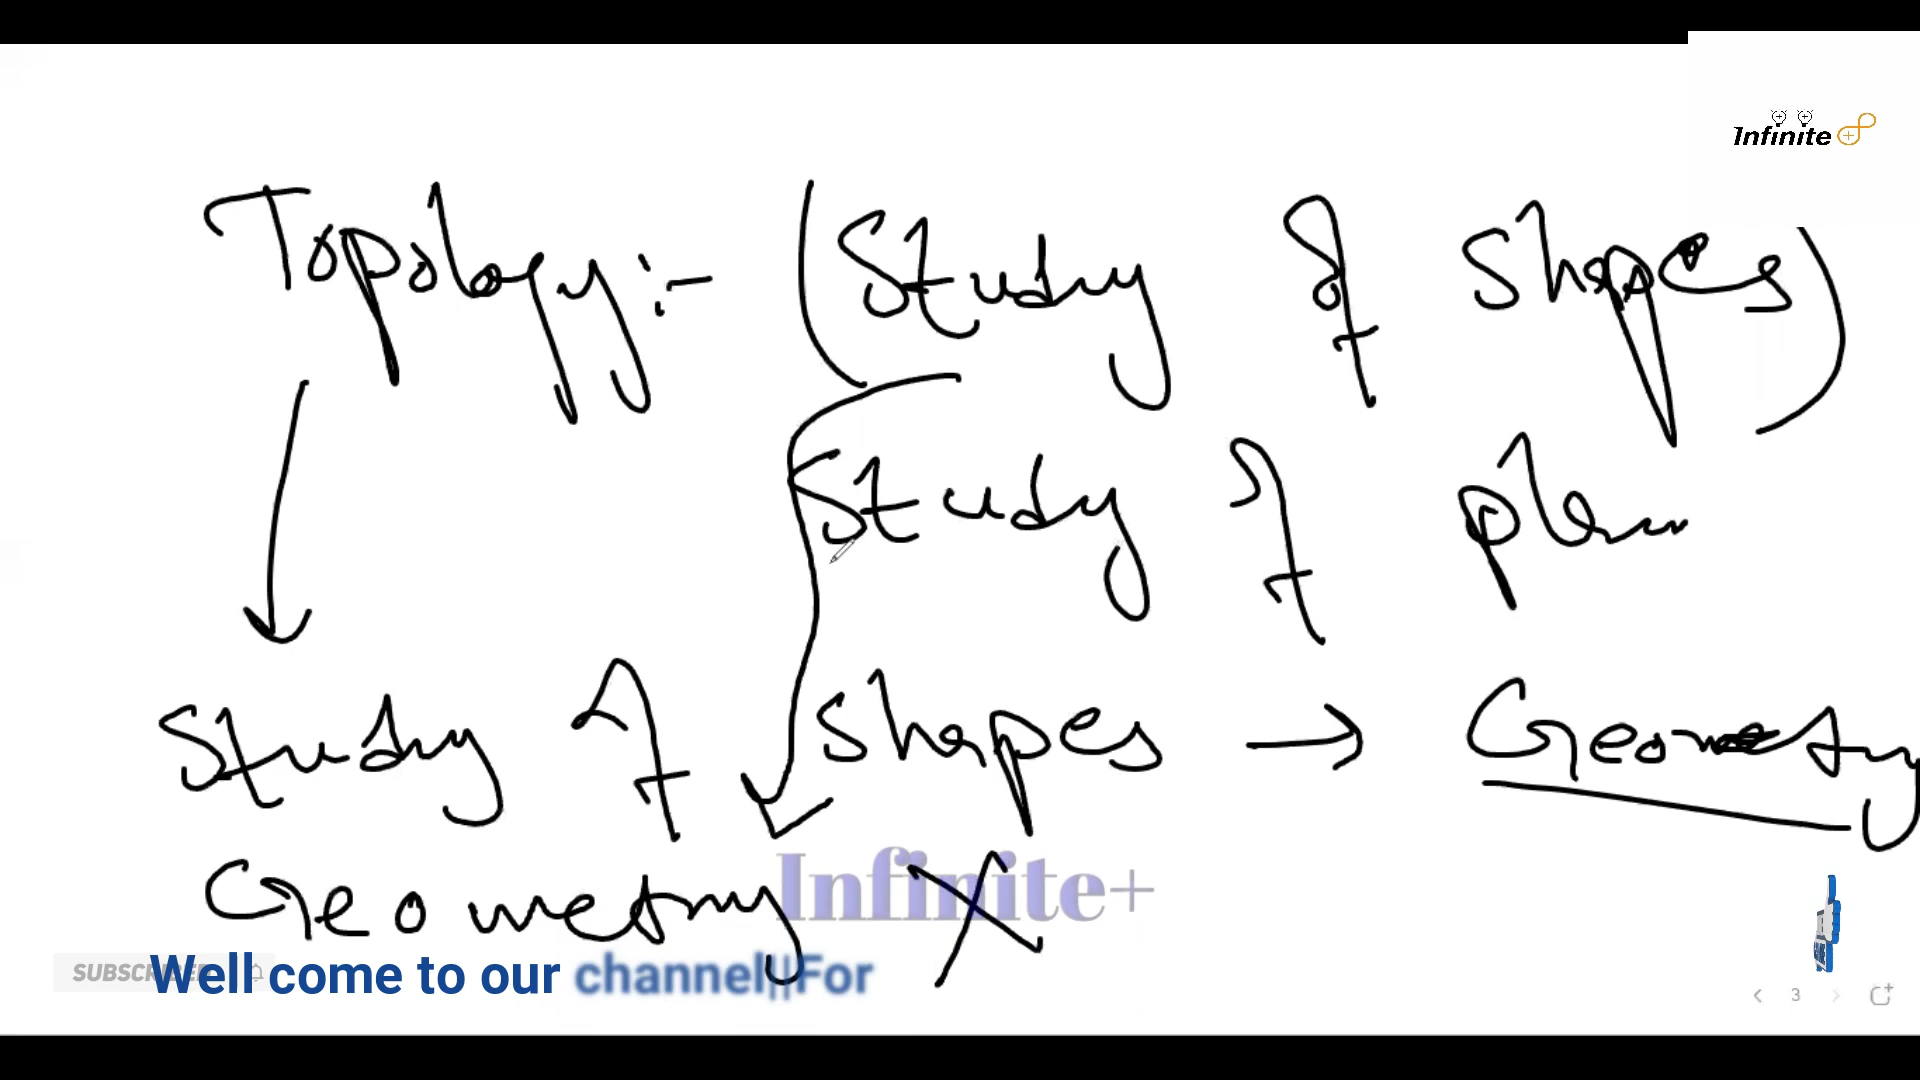 Infinite
Topology:- (Study of shapes)
Study of
Study of shapes → Geometry
Geometry X
Infinite+
SUBSCRIBE
Well come to our channel||For
3